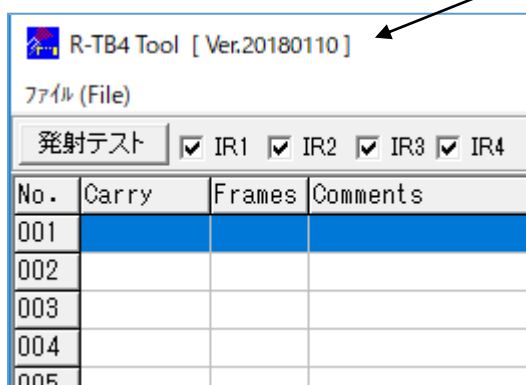 R-TB4 Tool [ Ver.20180110 ]
ﾌｧｲﾙ (File)
発射テスト IR1 IR2 IR3 IR4
No. Carry Frames Comments
001
002
003
004
005